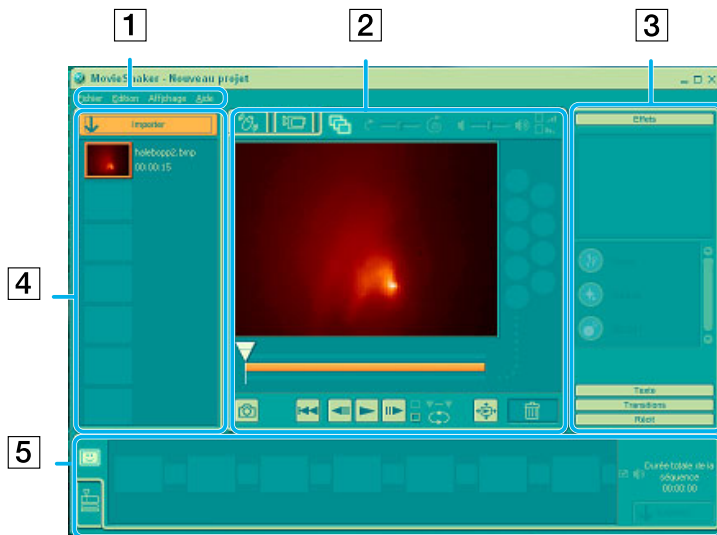 1
2
3
MovieShaker - Nouveau projet
Fichier Edition Affichage Aide
Importer
Effets
halebopp2.bmp
00:00:15
4
Texte
Transitions
Récit
5
Durée totale de la
séquence
00:00:00